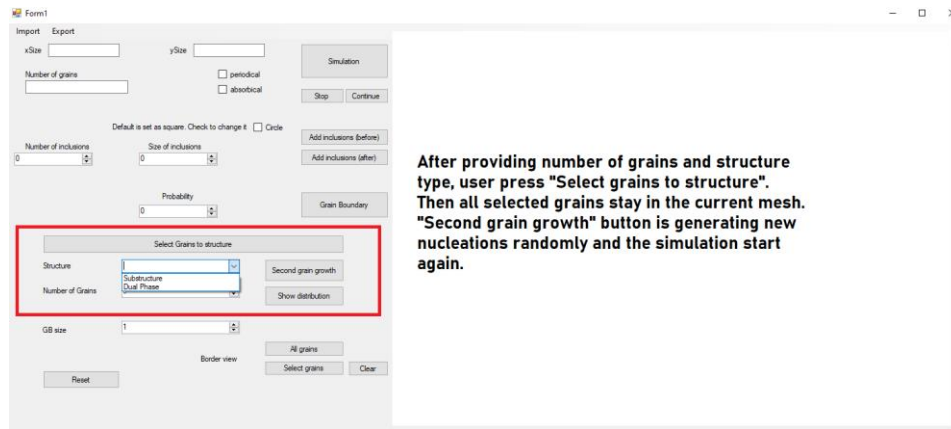 Form1
Import Export
xSize ySize
Simulation
Number of grains periodical
absorbical
Stop Continue
Default is set as square. Check to change it Circle
Add inclusions (before)
Number of inclusions Size of inclusions
0 0 Add inclusions (after)
Probability
0 Grain Boundary
Select Grains to structure
Structure Second grain growth
Substructure
Dual Phase
Number of Grains Show distribution
GB size 1
All grains
Border view
Select grains Clear
Reset
After providing number of grains and structure
type, user press "Select grains to structure".
Then all selected grains stay in the current mesh.
"Second grain growth" button is generating new
nucleations randomly and the simulation start
again.